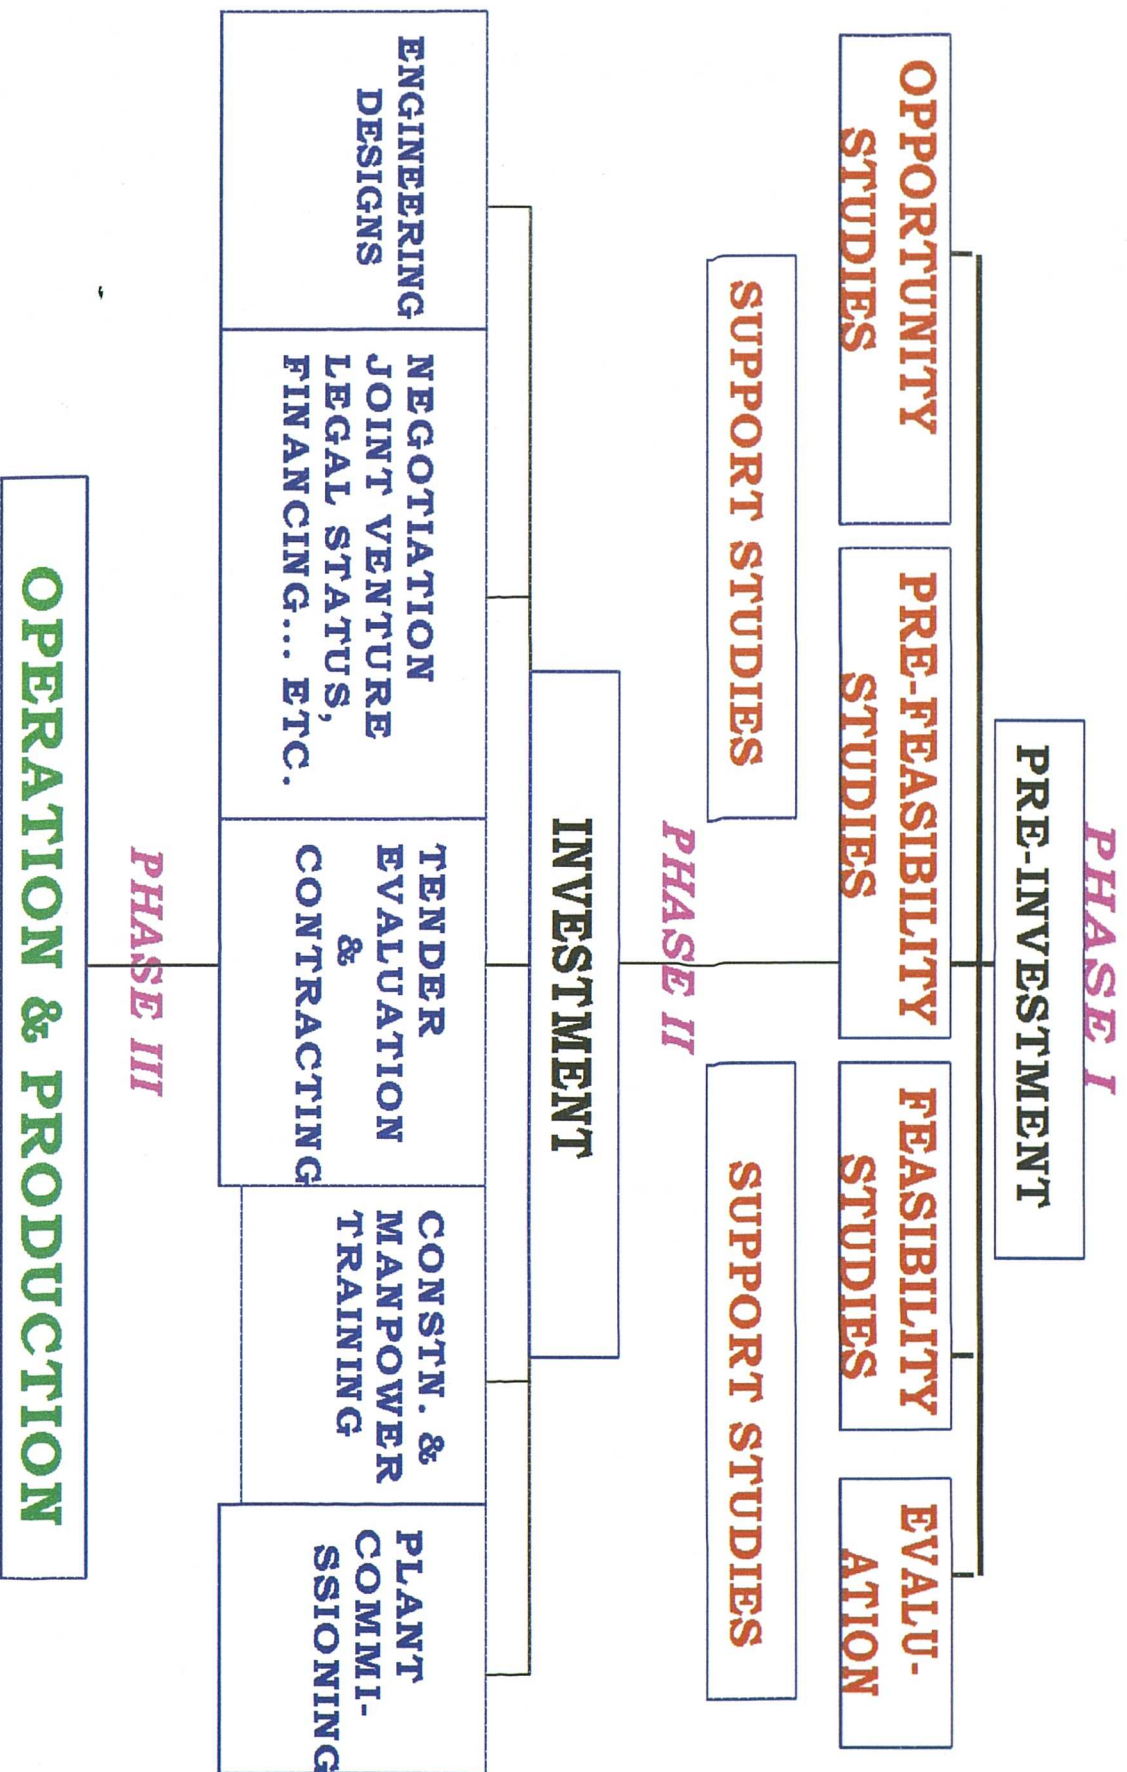 PHASE I
PRE-INVESTMENT
OPPORTUNITY
STUDIES
PRE-FEASIBILITY
STUDIES
FEASIBILITY
STUDIES
EVALU-
ATION
SUPPORT STUDIES
SUPPORT STUDIES
PHASE II
INVESTMENT
ENGINEERING
DESIGNS
NEGOTIATION
JOINT VENTURE
LEGAL STATUS,
FINANCING... ETC.
TENDER
EVALUATION
&
CONTRACTING
CONSTN. &
MANPOWER
TRAINING
PLANT
COMMI-
SSIONING
PHASE III
OPERATION & PRODUCTION